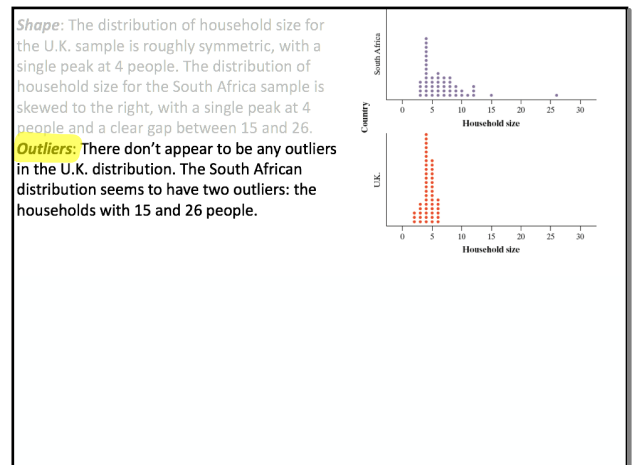 Shape: The distribution of household size for
the U.K. sample is roughly symmetric, with a
single peak at 4 people. The distribution of
household size for the South Africa sample is
skewed to the right, with a single peak at 4
people and a clear gap between 15 and 26.
Outliers: There don’t appear to be any outliers
in the U.K. distribution. The South African
distribution seems to have two outliers: the
households with 15 and 26 people.
Country
South Africa
0 5 10 15 20 25 30
Household size
U.K.
0 5 10 15 20 25 30
Household size